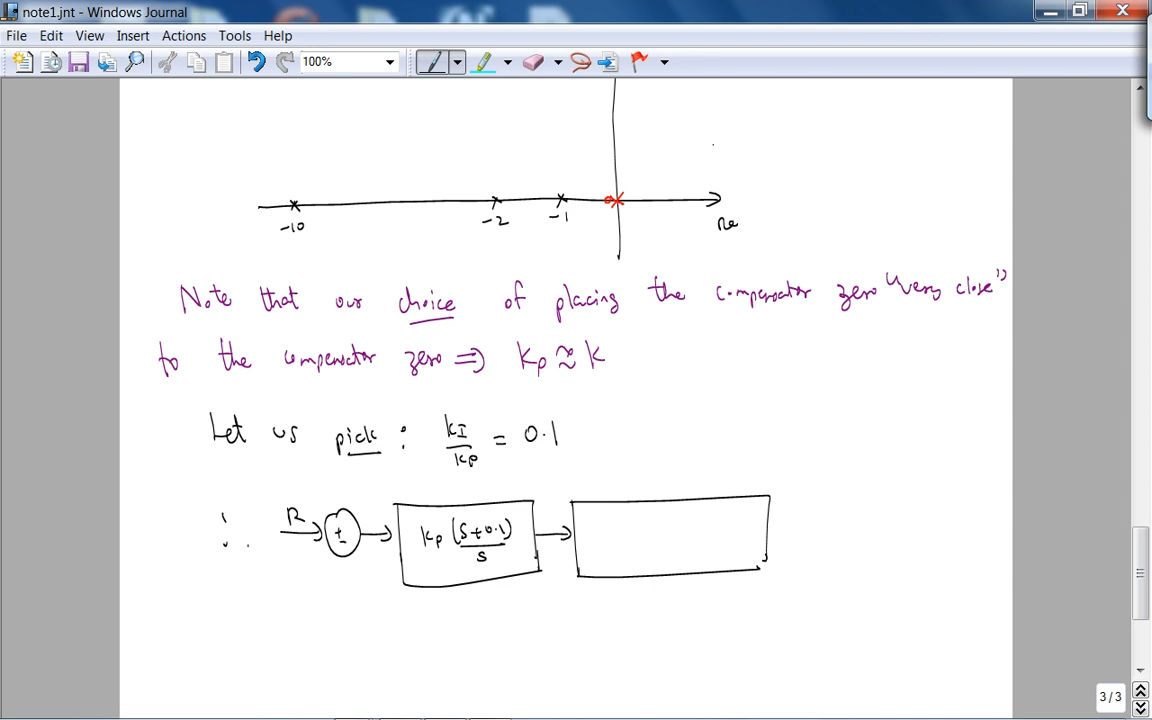 note1.jnt - Windows Journal
File Edit View Insert Actions Tools Help
100%
-10 -2 -1 Re
Note that our choice of placing the compensator zero "very close"
to the compensator zero ⇒ Kp ≈ K
Let us pick : KI/Kp = 0.1
∴ R + - Kp (s+0.1)/s
3/3